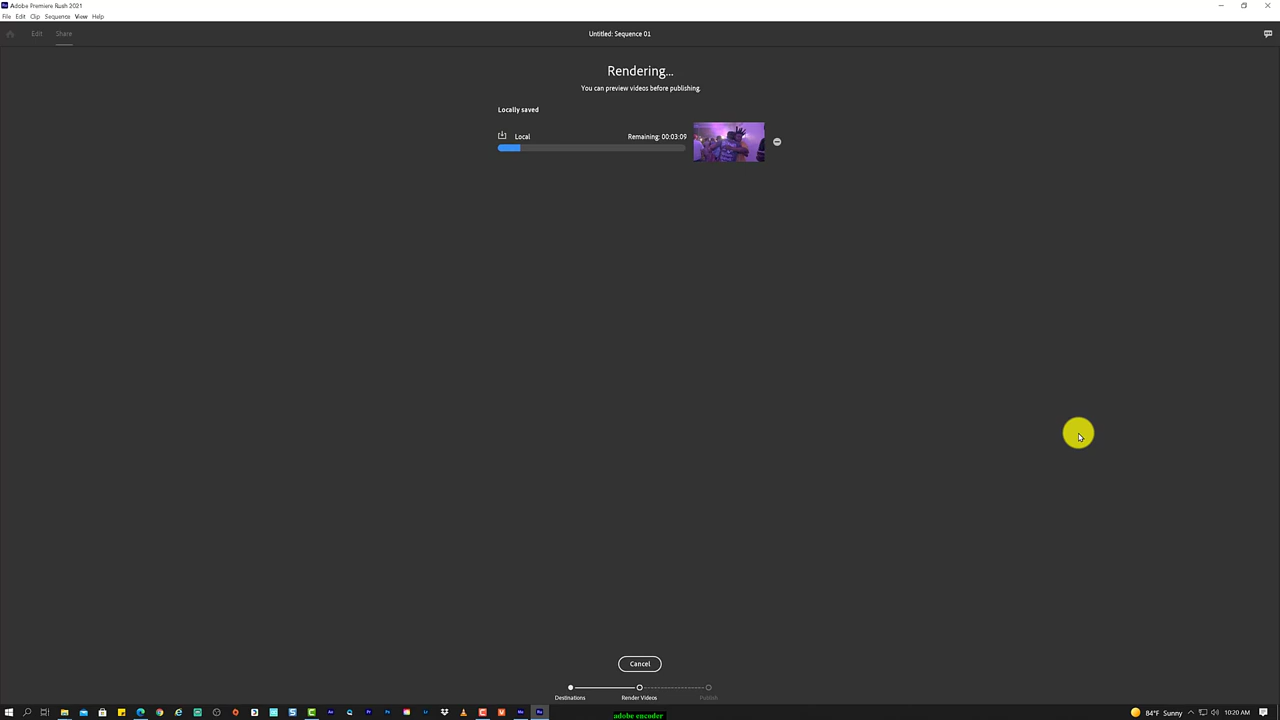 Adobe Premiere Rush 2021
File Edit Clip Sequence View Help
Edit Share Untitled: Sequence 01
Rendering...
You can preview videos before publishing.
Locally saved
Local Remaining: 00:03:09
Cancel
Destinations Render Videos Publish
adobe encoder
84°F Sunny 10:20 AM